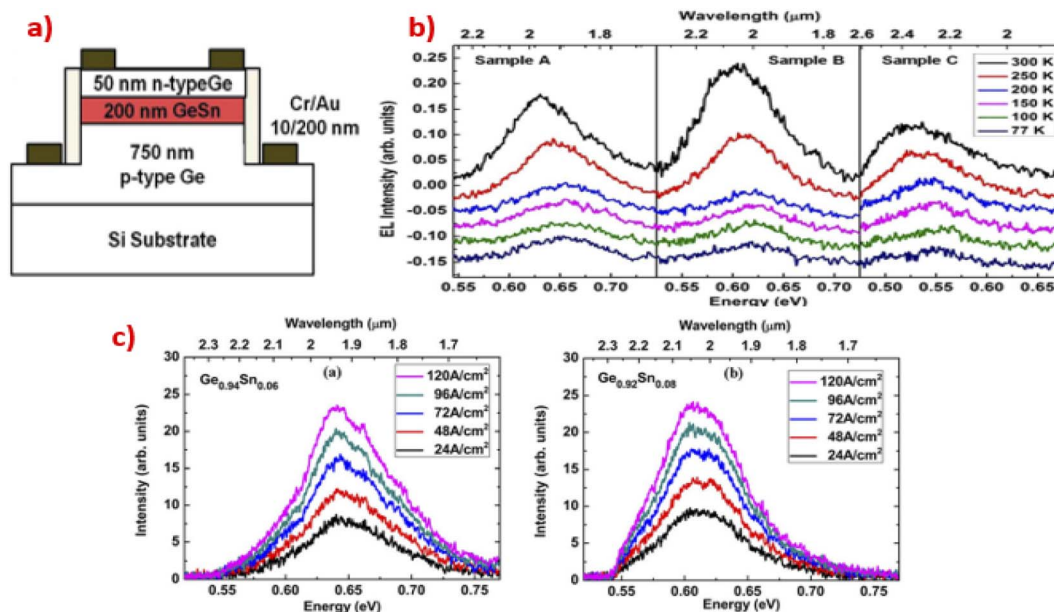 a)
50 nm n-typeGe
200 nm GeSn
750 nm
p-type Ge
Si Substrate
Cr/Au
10/200 nm
b)
Wavelength (μm)
2.2 2 1.8 2.2 2 1.8 2.6 2.4 2.2 2
Sample A
Sample B
Sample C
300 K
250 K
200 K
150 K
100 K
77 K
EL Intensity (arb. units)
0.20
0.15
0.10
0.05
0.00
-0.05
-0.10
-0.15
0.55 0.60 0.65 0.55 0.60 0.65 0.70 0.50 0.55 0.60 0.65
Energy (eV)
c)
Wavelength (μm)
2.3 2.2 2.1 2 1.9 1.8 1.7
Ge0.94Sn0.06
(a)
120A/cm²
96A/cm²
72A/cm²
48A/cm²
24A/cm²
Intensity (arb. units)
30
25
20
15
10
5
0
0.55 0.60 0.65 0.70 0.75
Energy (eV)
Wavelength (μm)
2.3 2.2 2.1 2 1.9 1.8 1.7
Ge0.92Sn0.08
(b)
120A/cm²
96A/cm²
72A/cm²
48A/cm²
24A/cm²
Intensity (arb. units)
30
25
20
15
10
5
0
0.55 0.60 0.65 0.70 0.75
Energy (eV)